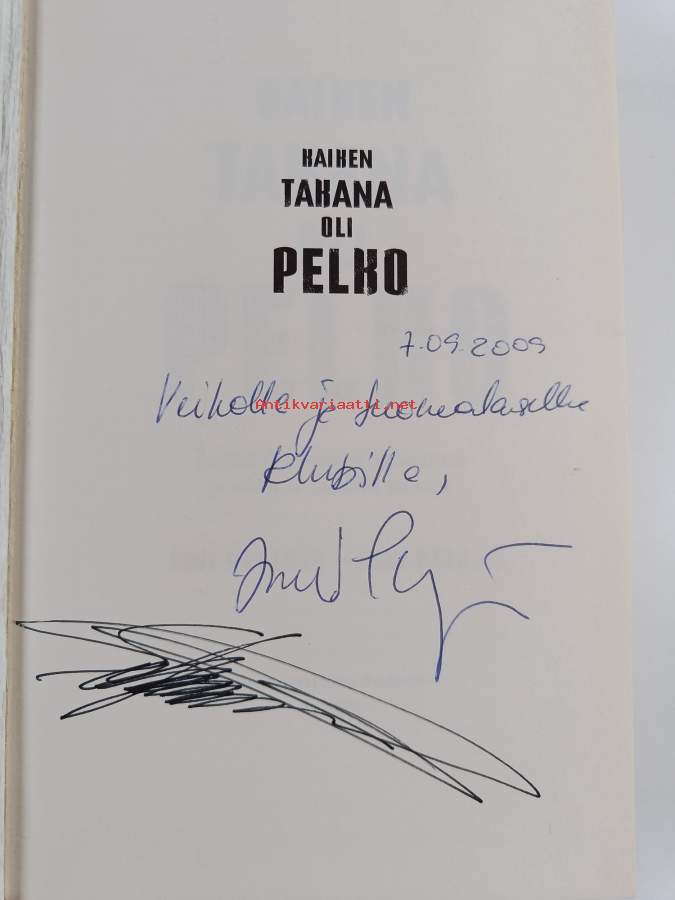 KAIKEN
TAKANA
OLI
PELKO
7.09.2009
Veikolle ja Suomalaiselle
Antikvariaatti.net
Klubille,